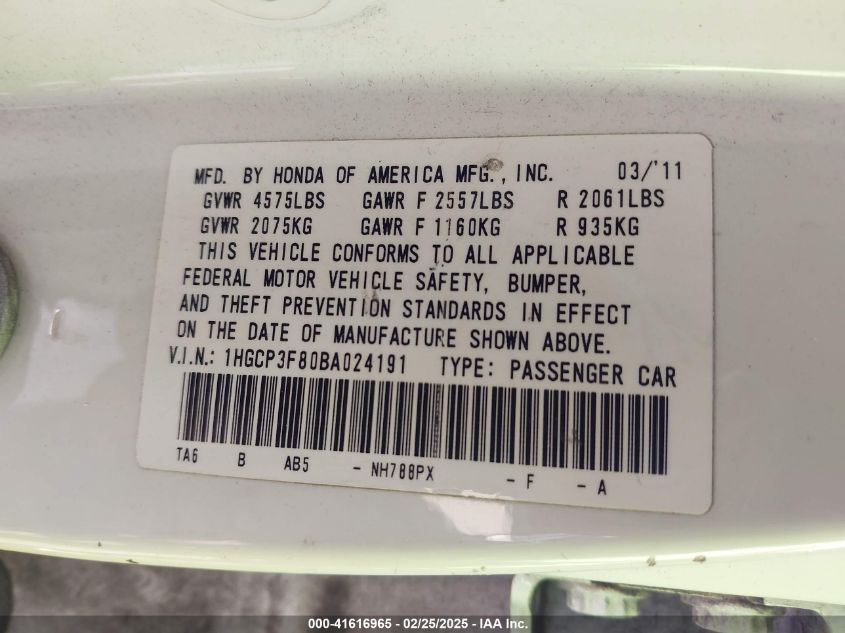 MFD. BY HONDA OF AMERICA MFG., INC. 03/'11
GVWR 4575LBS GAWR F 2557LBS R 2061LBS
GVWR 2075KG GAWR F 1160KG R 935KG
THIS VEHICLE CONFORMS TO ALL APPLICABLE
FEDERAL MOTOR VEHICLE SAFETY, BUMPER,
AND THEFT PREVENTION STANDARDS IN EFFECT
ON THE DATE OF MANUFACTURE SHOWN ABOVE.
V.I.N.: 1HGCP3F80BA024191 TYPE: PASSENGER CAR
TA6 B AB5 - NH788PX - F - A
000-41616965 - 02/25/2025 - IAA Inc.